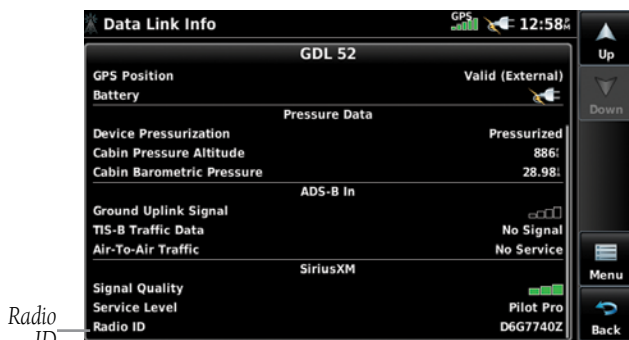 Data Link Info
GPS
12:58
GDL 52
Up
GPS Position Valid (External)
Battery
Down
Pressure Data
Device Pressurization Pressurized
Cabin Pressure Altitude 886
Cabin Barometric Pressure 28.98
ADS-B In
Ground Uplink Signal
TIS-B Traffic Data No Signal
Air-To-Air Traffic No Service
Menu
SiriusXM
Signal Quality
Service Level Pilot Pro
Radio ID D6G7740Z
Back
Radio
ID